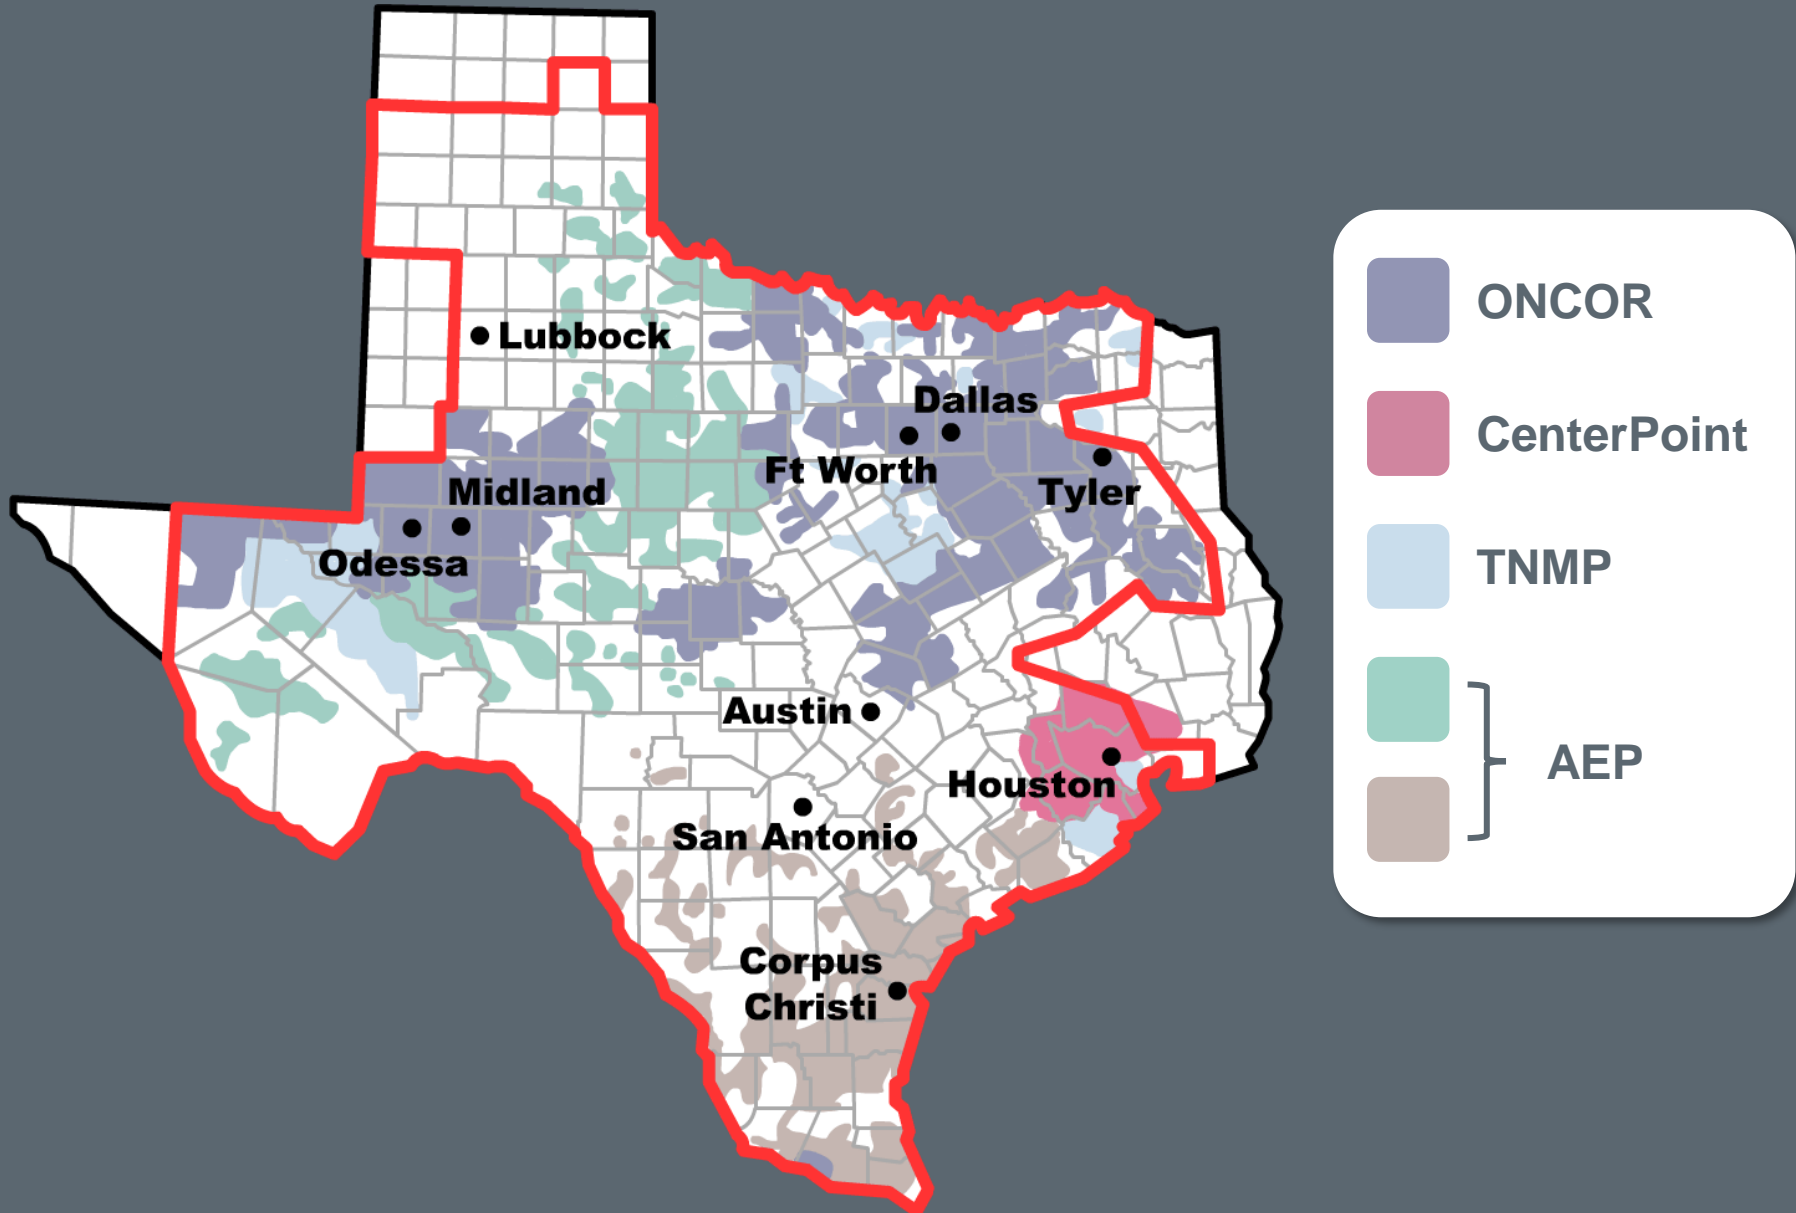 Lubbock
Dallas
Ft Worth
Midland
Tyler
Odessa
Austin
Houston
San Antonio
Corpus
Christi
ONCOR
CenterPoint
TNMP
AEP